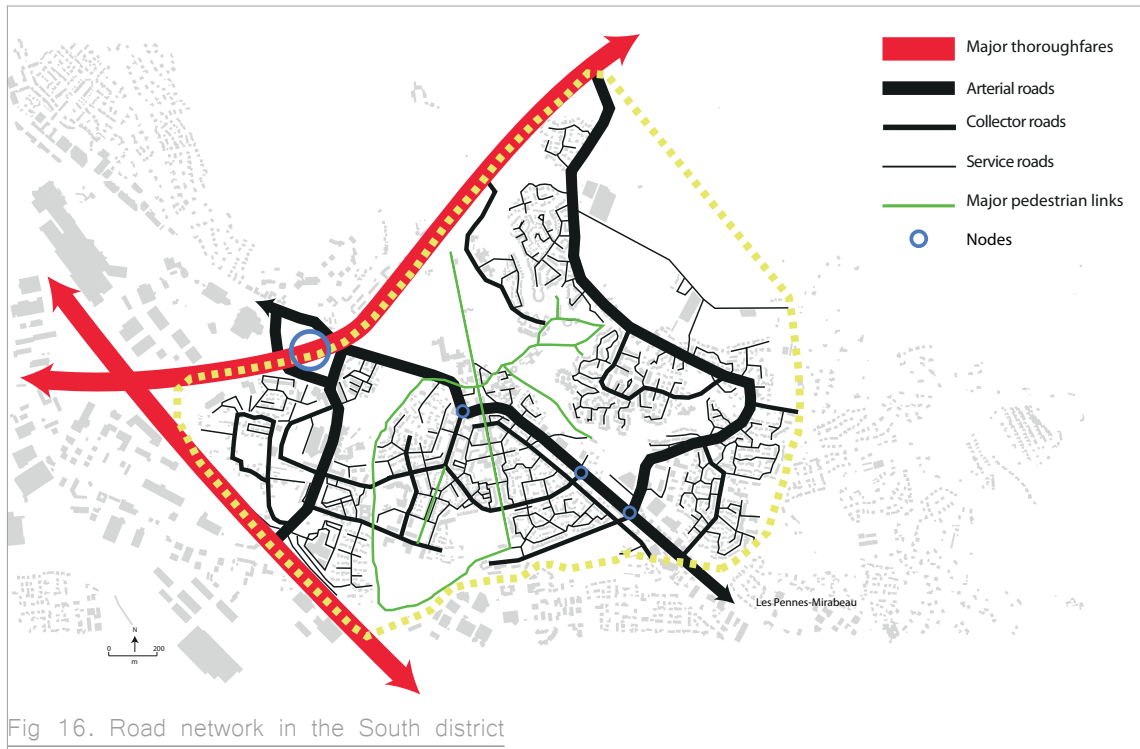 Major thoroughfares
Arterial roads
Collector roads
Service roads
Major pedestrian links
Nodes
Les Pennes-Mirabeau
N
0 200
m
Fig 16. Road network in the South district